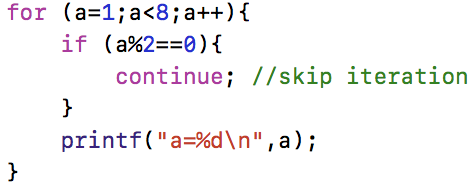 for (a=1;a<8;a++){
    if (a%2==0){
        continue; //skip iteration
    }
    printf("a=%d\n",a);
}